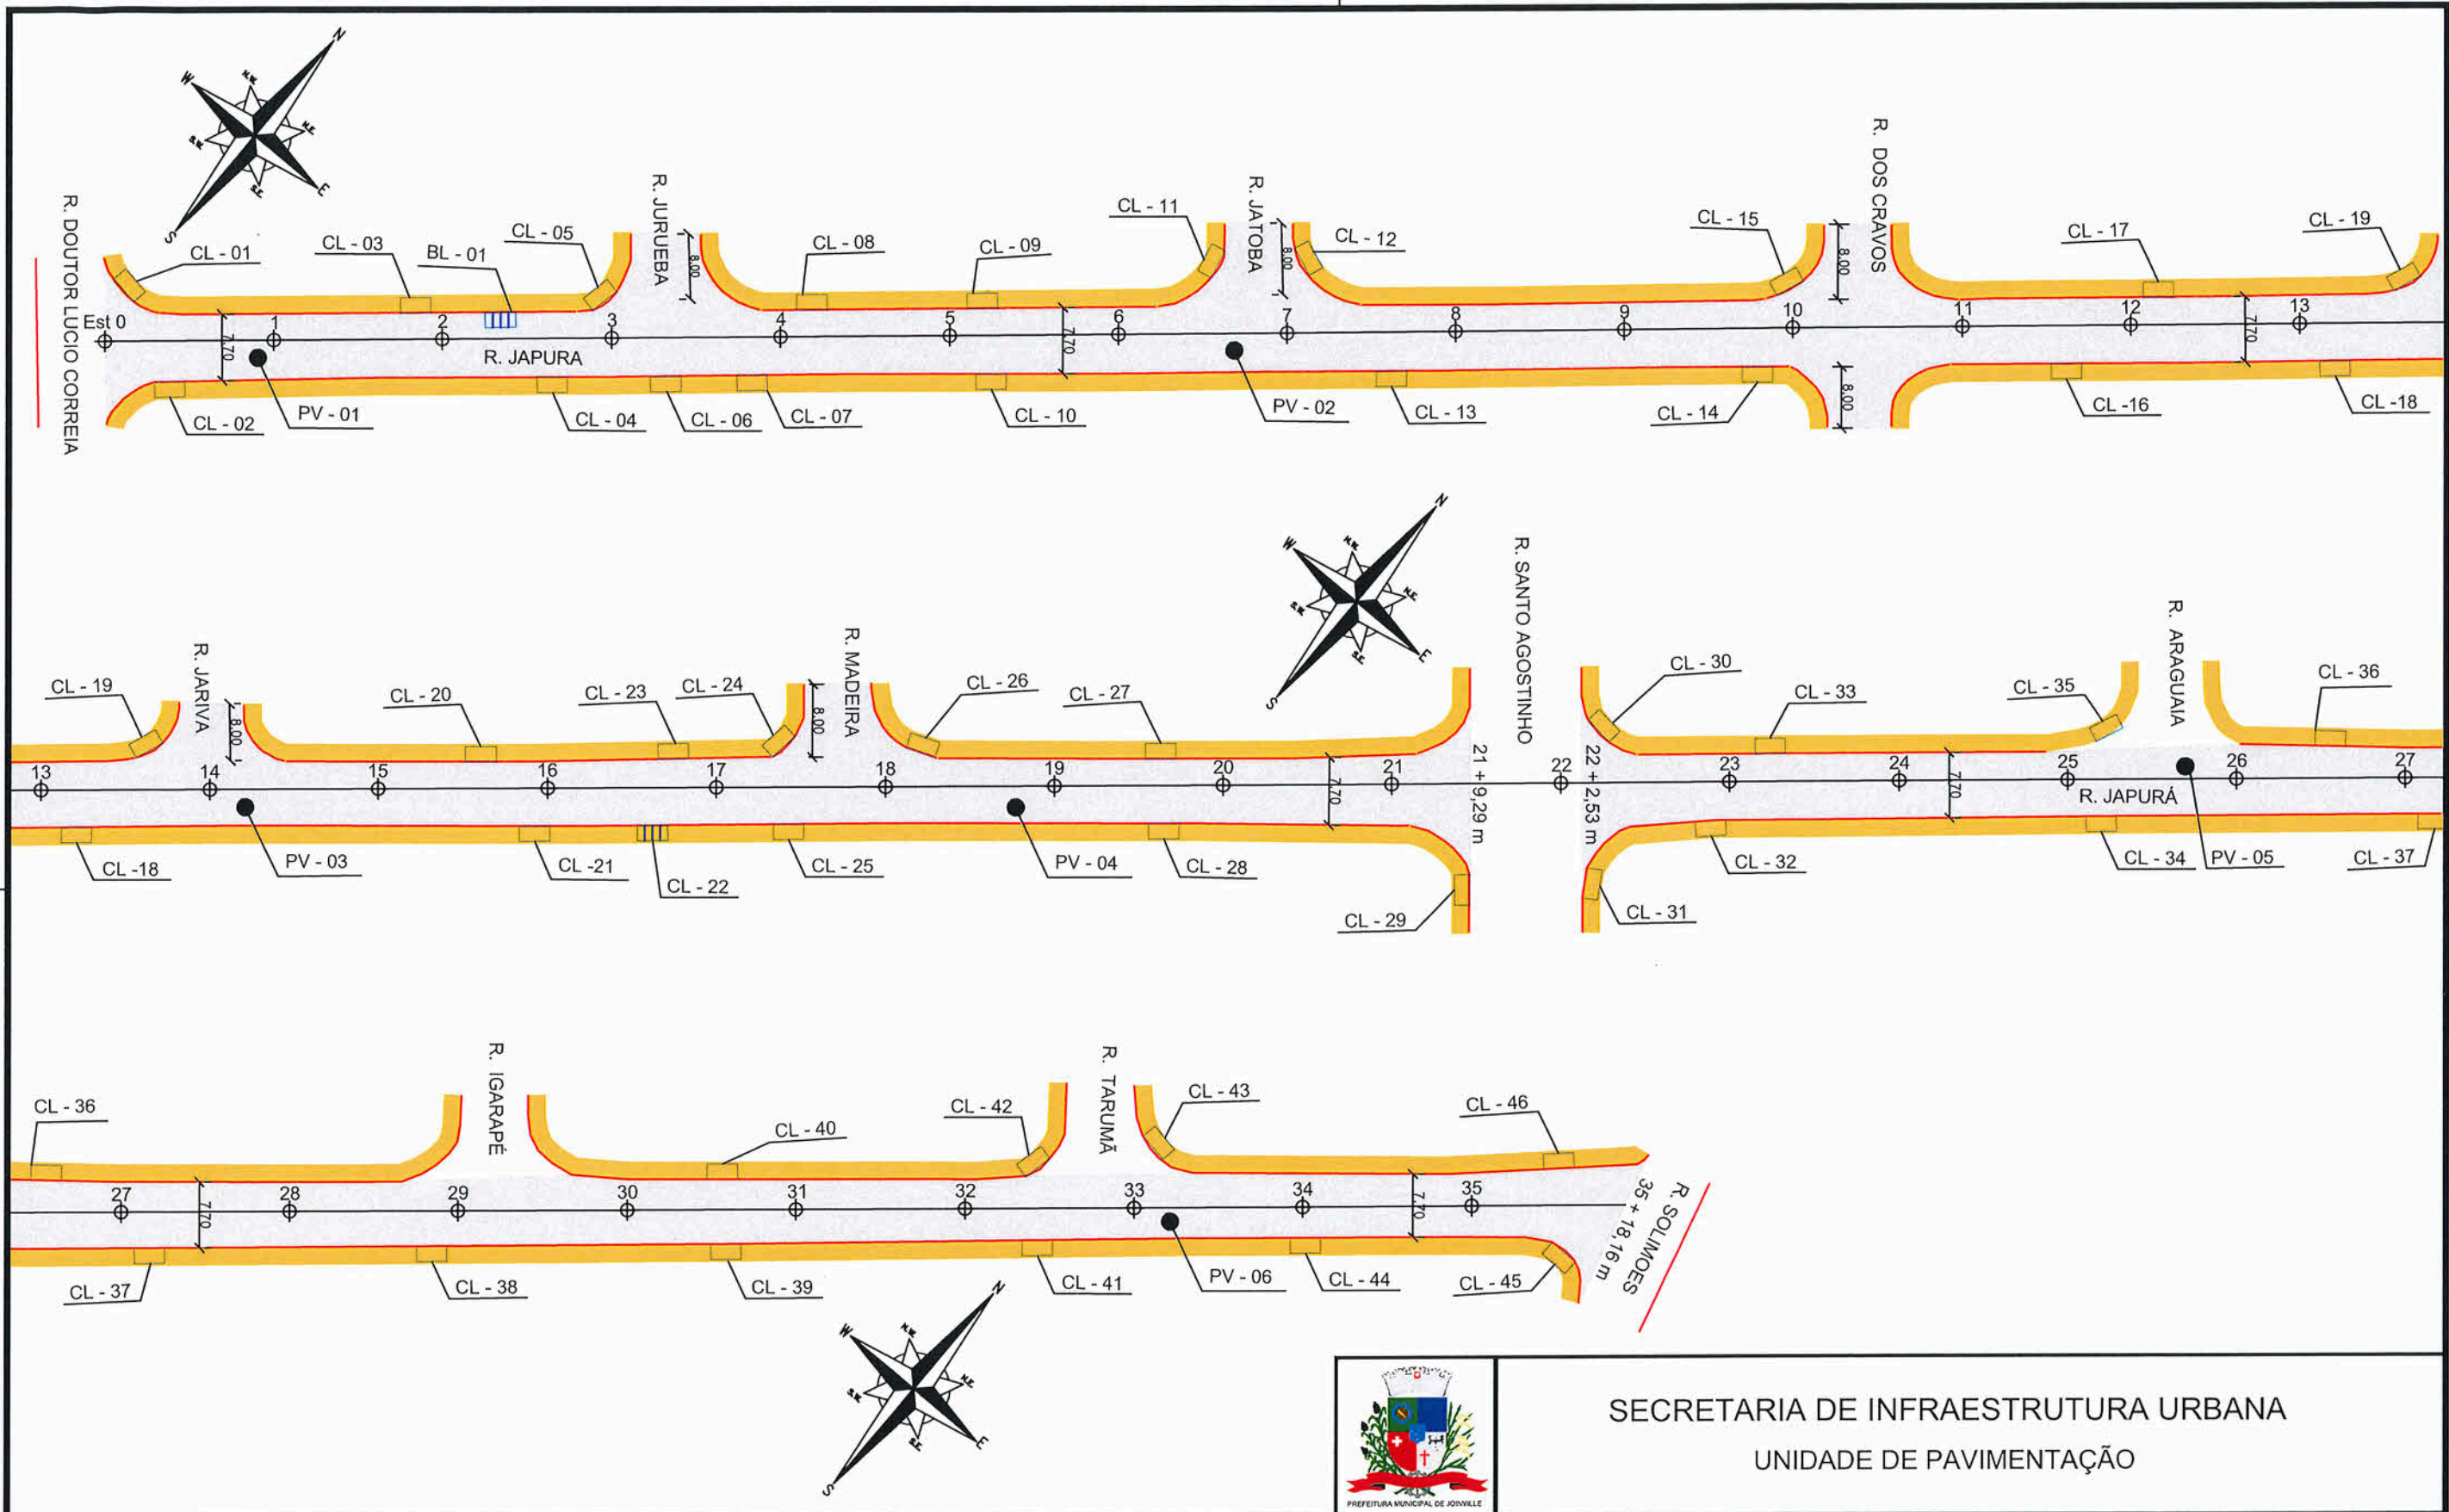 N
W
N.W.
N.E.
S.W.
S.E.
E
S
R. DOUTOR LUCIO CORREIA
CL - 01
CL - 03
BL - 01
CL - 05
R. JURUEBA
8.00
CL - 08
CL - 09
CL - 11
R. JATOBA
8.00
CL - 12
CL - 15
8.00
R. DOS CRAVOS
CL - 17
CL - 19
Est 0
1
2
3
4
5
6
7
8
9
10
11
12
13
7.70
R. JAPURA
7.70
7.70
CL - 02
PV - 01
CL - 04
CL - 06
CL - 07
CL - 10
PV - 02
CL - 13
CL - 14
8.00
CL -16
CL -18
N
W
N.W.
N.E.
S.W.
S.E.
E
S
CL - 19
R. JARIVA
8.00
CL - 20
CL - 23
CL - 24
8.00
R. MADEIRA
CL - 26
CL - 27
R. SANTO AGOSTINHO
CL - 30
CL - 33
CL - 35
R. ARAGUAIA
CL - 36
13
14
15
16
17
18
19
20
21
22
23
24
25
26
27
7.70
21 + 9,29 m
22 + 2,53 m
7.70
R. JAPURÁ
CL -18
PV - 03
CL -21
CL - 22
CL - 25
PV - 04
CL - 28
CL - 29
CL - 31
CL - 32
CL - 34
PV - 05
CL - 37
CL - 36
R. IGARAPÉ
CL - 40
CL - 42
R. TARUMÃ
CL - 43
CL - 46
27
28
29
30
31
32
33
34
35
7.70
7.70
35 + 18,16 m
R. SOLIMOES
CL - 37
CL - 38
CL - 39
CL - 41
PV - 06
CL - 44
CL - 45
N
W
N.W.
N.E.
S.W.
S.E.
E
S
SECRETARIA DE INFRAESTRUTURA URBANA
UNIDADE DE PAVIMENTAÇÃO
PREFEITURA MUNICIPAL DE JOINVILLE